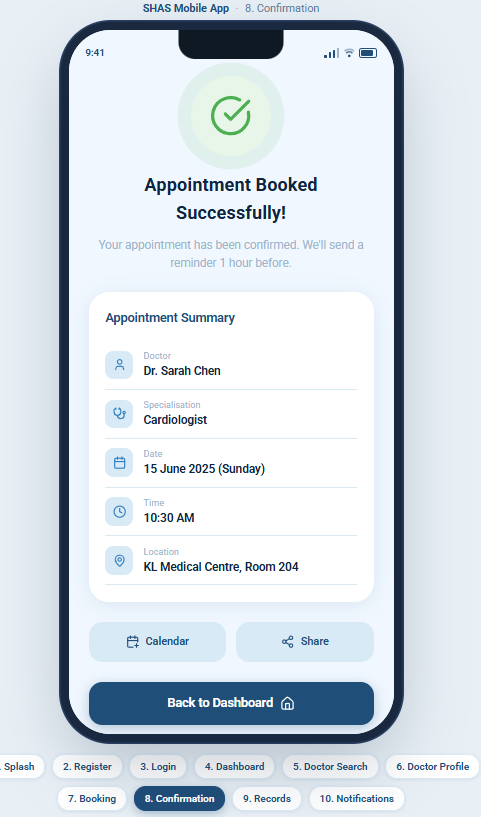 SHAS Mobile App · 8. Confirmation
9:41
Appointment Booked
Successfully!
Your appointment has been confirmed. We'll send a
reminder 1 hour before.
Appointment Summary
Doctor
Dr. Sarah Chen
Specialisation
Cardiologist
Date
15 June 2025 (Sunday)
Time
10:30 AM
Location
KL Medical Centre, Room 204
Calendar Share
Back to Dashboard
. Splash 2. Register 3. Login 4. Dashboard 5. Doctor Search 6. Doctor Profile
7. Booking 8. Confirmation 9. Records 10. Notifications